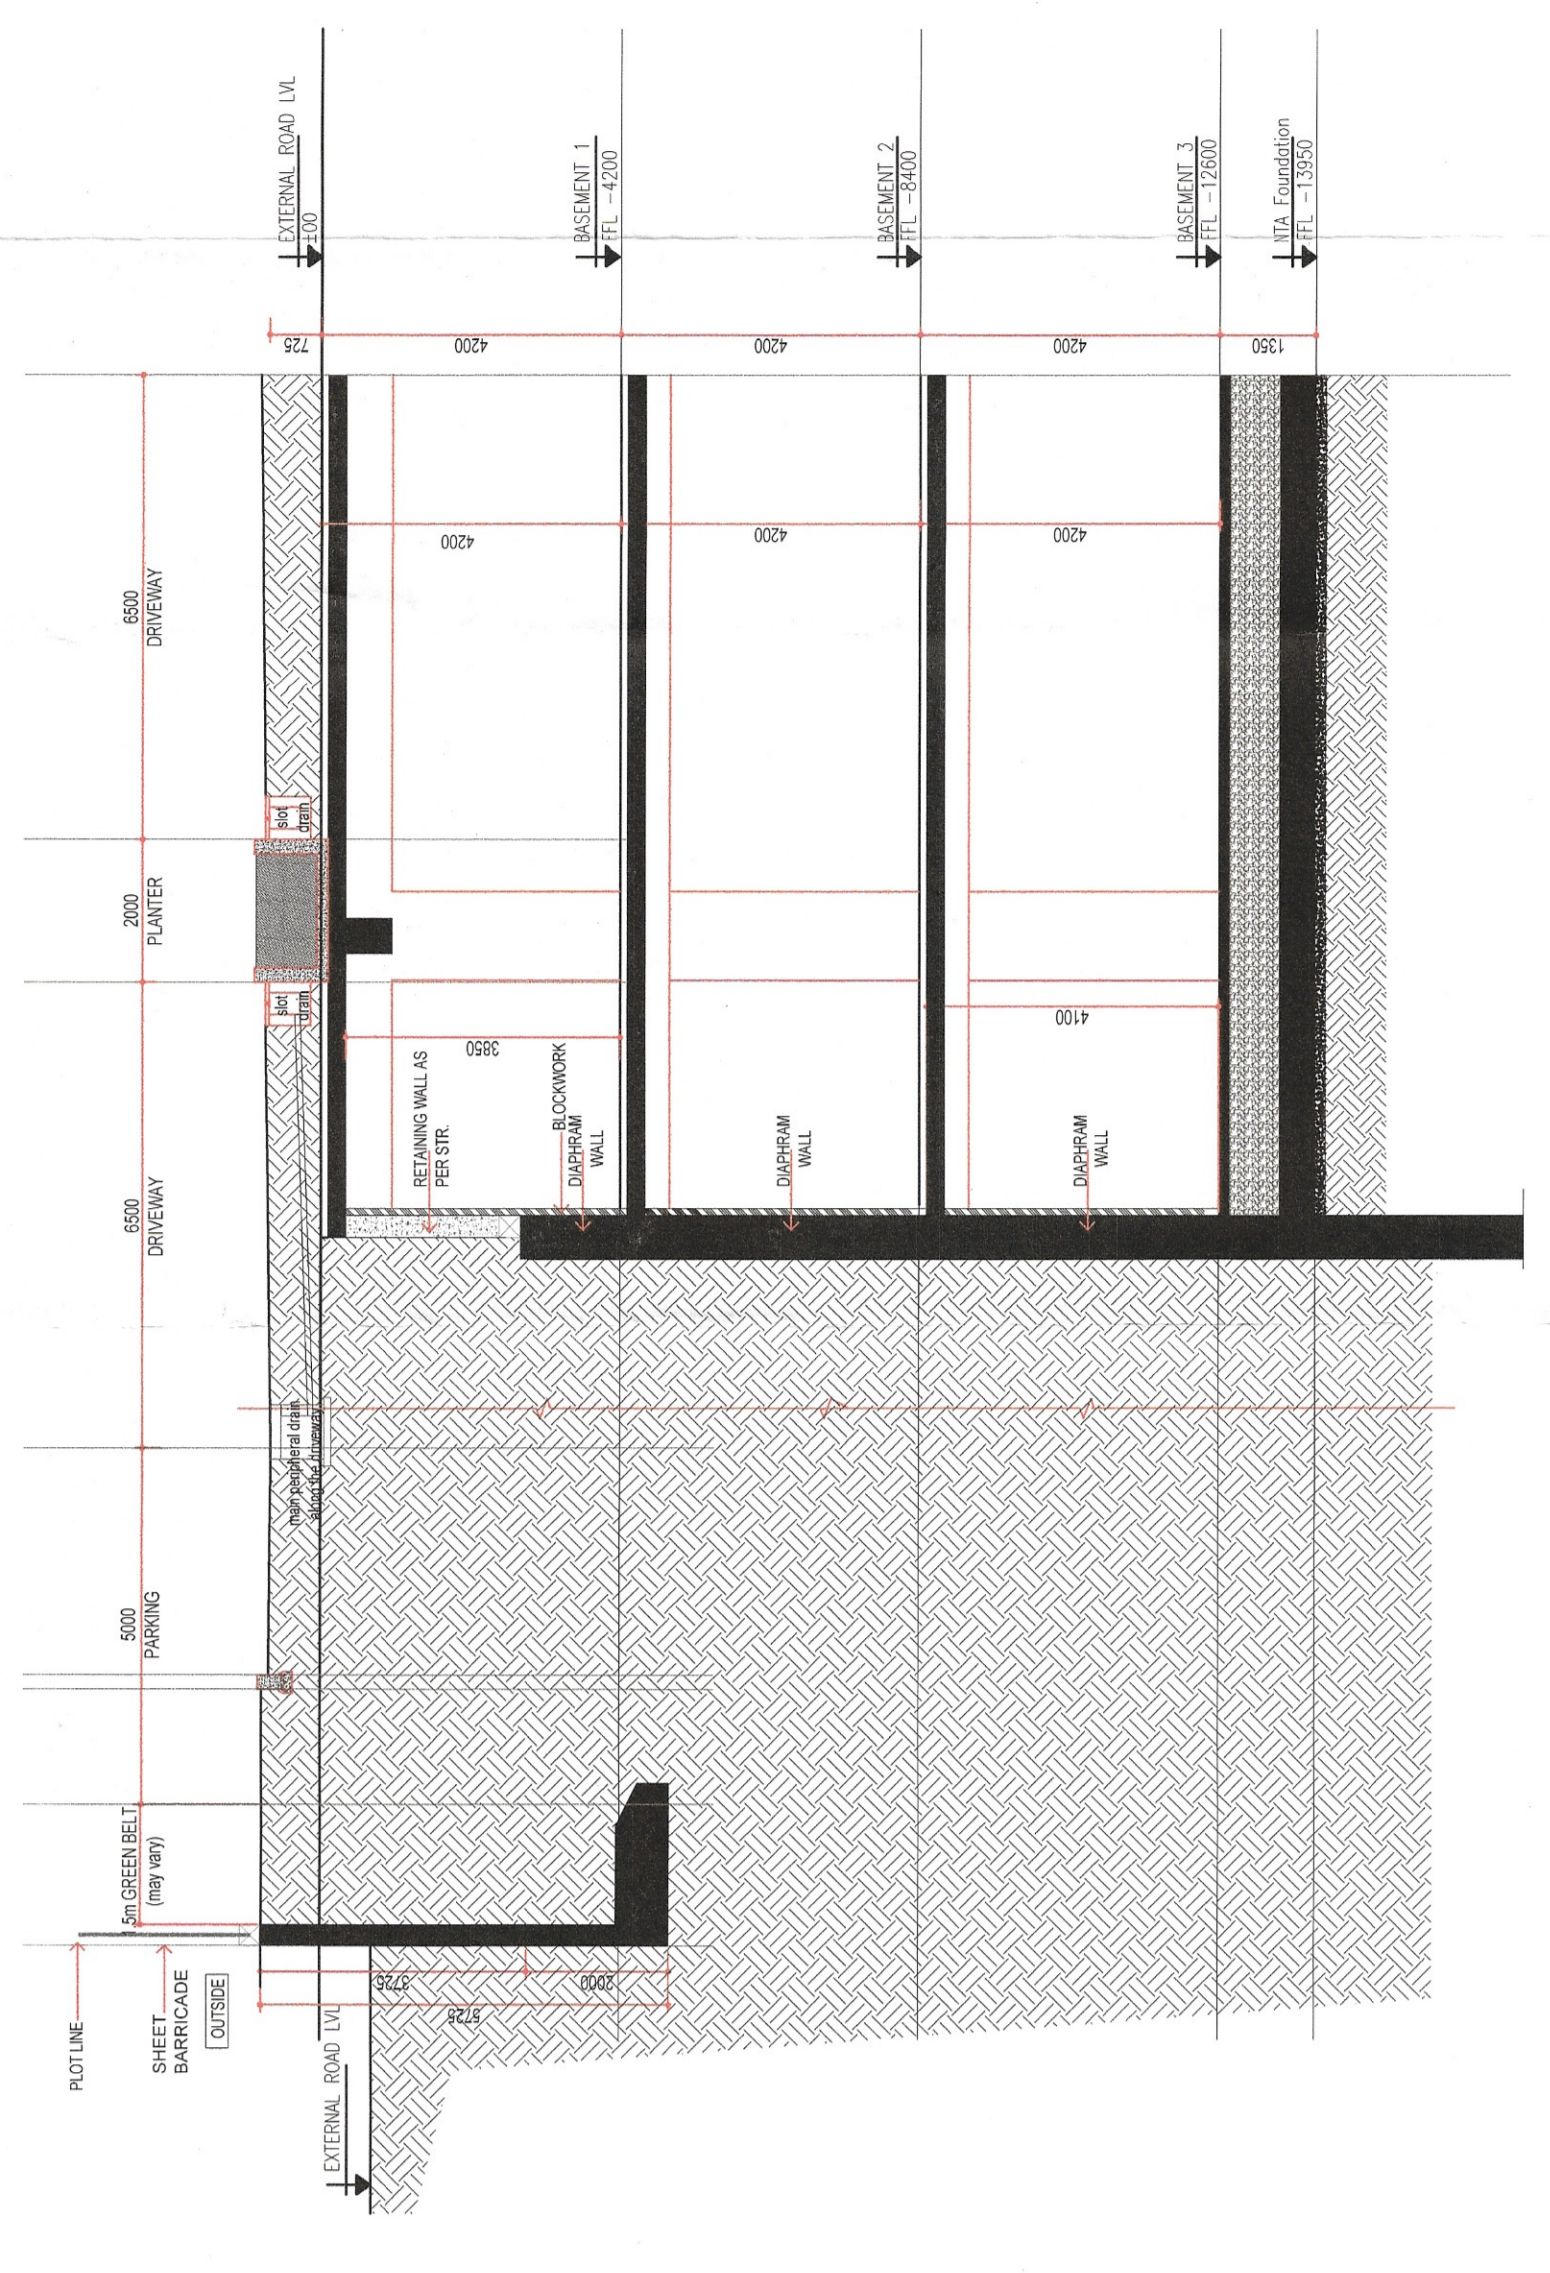 PLOT LINE
SHEET
BARRICADE
OUTSIDE
EXTERNAL ROAD LVL
.5m GREEN BELT
(may vary)
5000
PARKING
6500
DRIVEWAY
2000
PLANTER
6500
DRIVEWAY
3725
2000
5725
main peripheral drain
along the driveway
slot
drain
slot
drain
RETAINING WALL AS
PER STR.
BLOCKWORK
DIAPHRAM
WALL
DIAPHRAM
WALL
DIAPHRAM
WALL
3850
4100
4200
4200
4200
725
4200
4200
4200
1350
EXTERNAL ROAD LVL
±00
BASEMENT 1
FFL -4200
BASEMENT 2
FFL -8400
BASEMENT 3
FFL -12600
NTA Foundation
FFL -13950